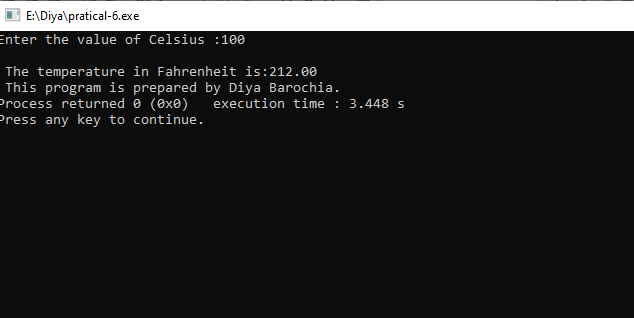 E:\Diya\pratical-6.exe
Enter the value of Celsius :100
The temperature in Fahrenheit is:212.00
This program is prepared by Diya Barochia.
Process returned 0 (0x0)   execution time : 3.448 s
Press any key to continue.